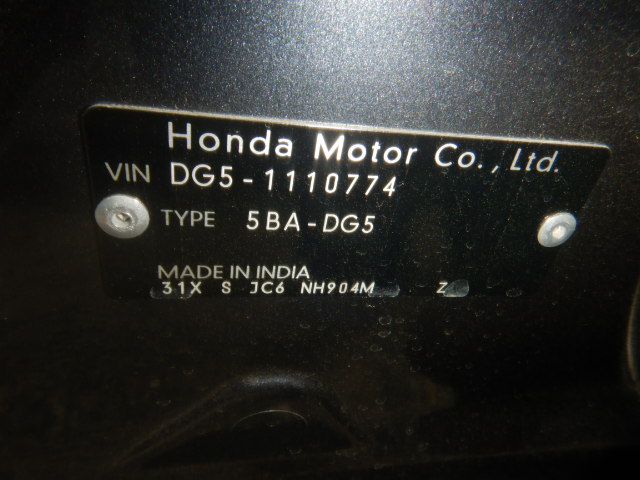 Honda Motor Co., Ltd.
VIN DG5-1110774
TYPE 5BA-DG5
MADE IN INDIA
31X S JC6 NH904M Z